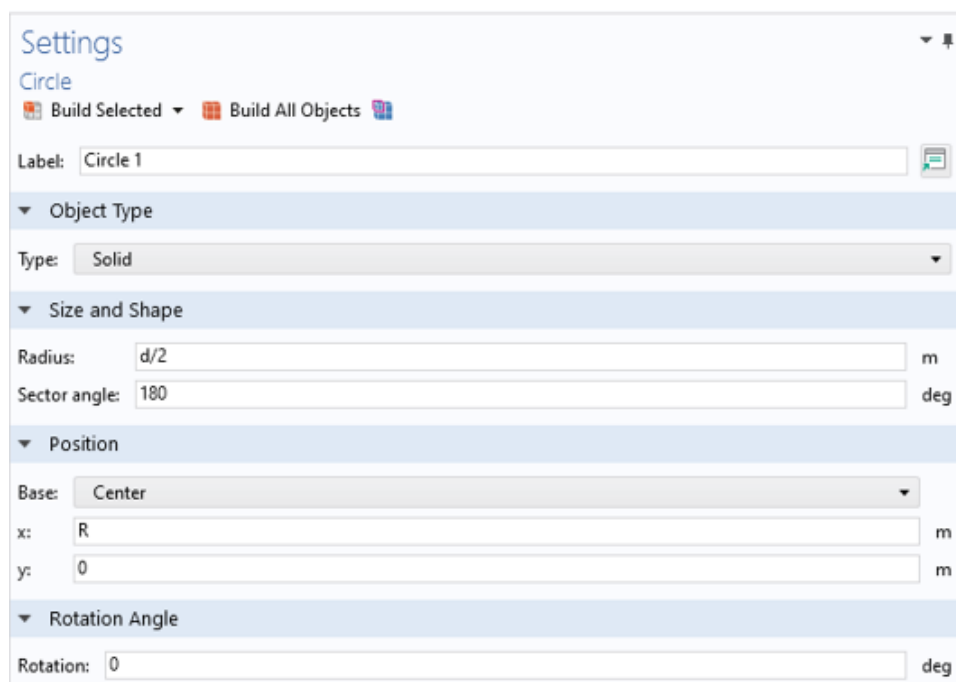 Settings
Circle
Build Selected Build All Objects
Label: Circle 1
Object Type
Type: Solid
Size and Shape
Radius: d/2 m
Sector angle: 180 deg
Position
Base: Center
x: R m
y: 0 m
Rotation Angle
Rotation: 0 deg